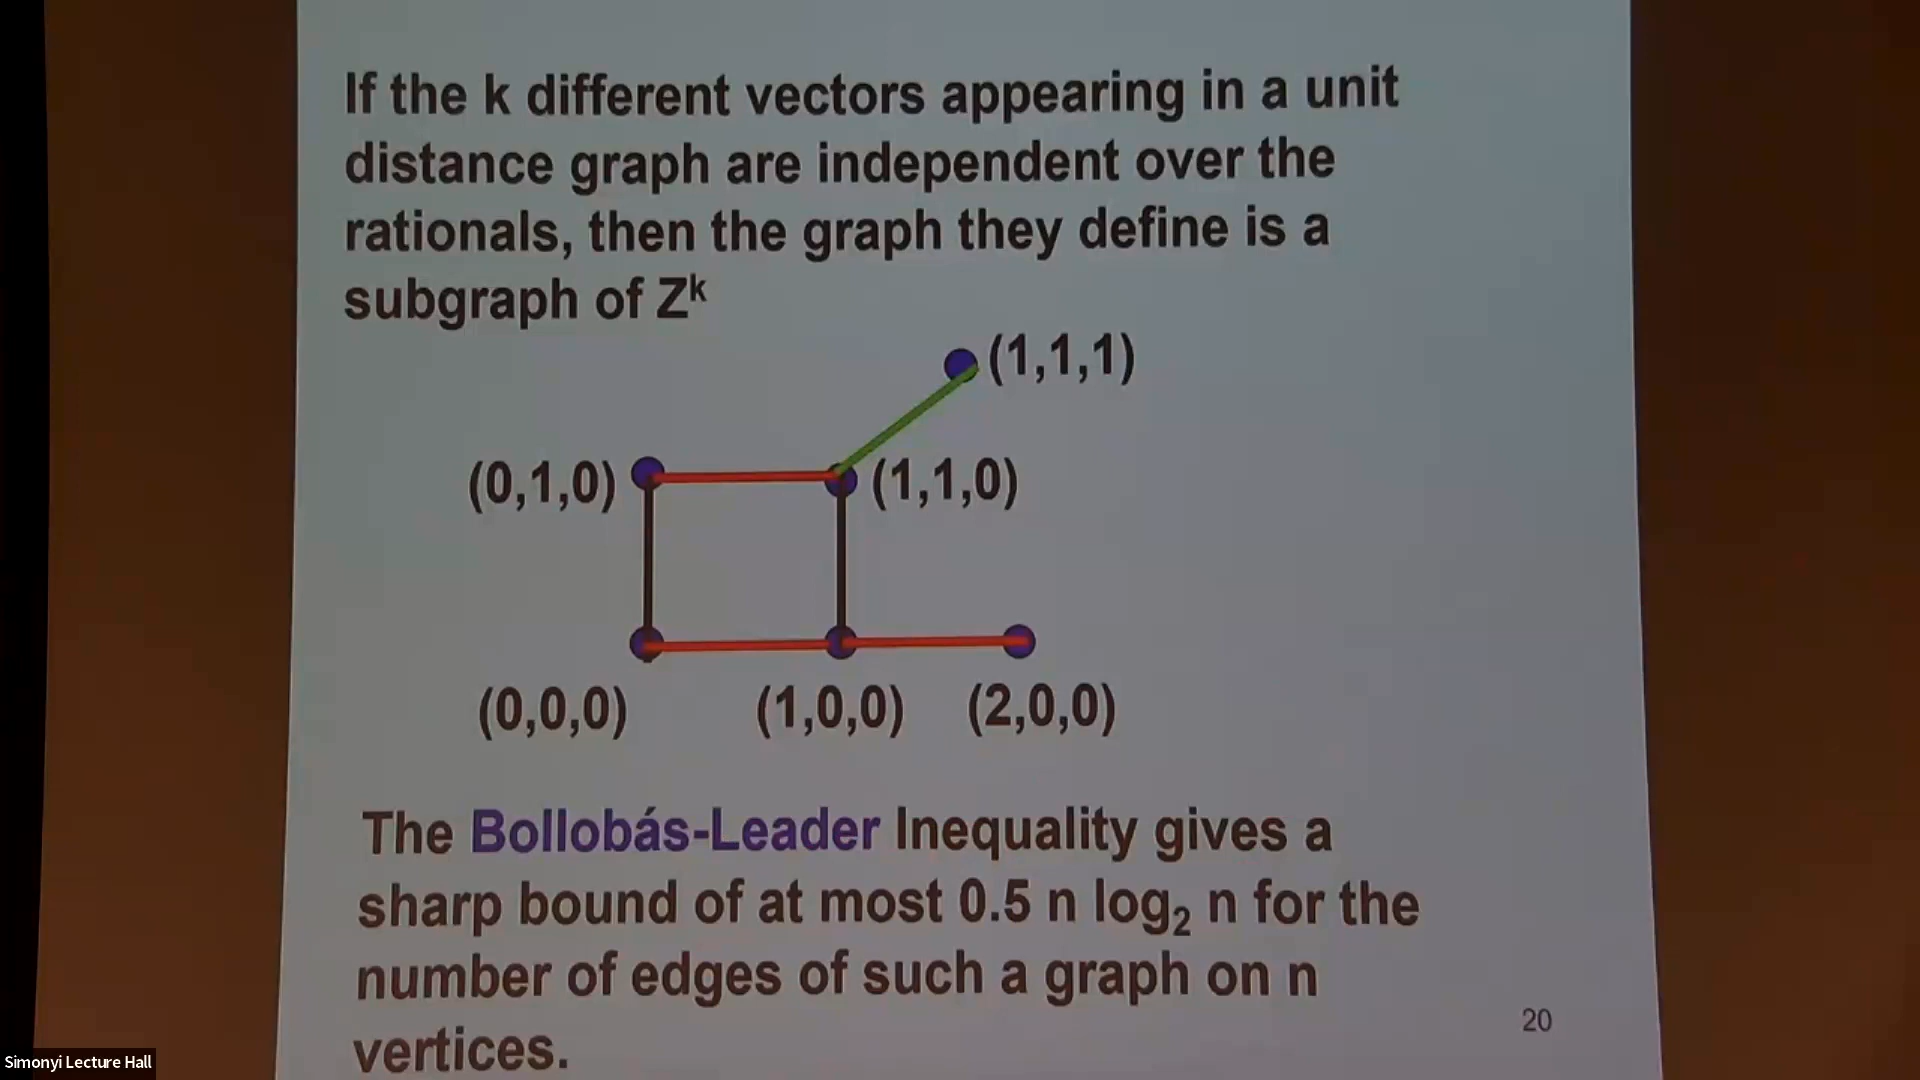 If the k different vectors appearing in a unit
distance graph are independent over the
rationals, then the graph they define is a
subgraph of Zᵏ
(1,1,1)
(0,1,0) (1,1,0)
(0,0,0) (1,0,0) (2,0,0)
The Bollobás-Leader Inequality gives a
sharp bound of at most 0.5 n log₂ n for the
number of edges of such a graph on n
vertices.
20
Simonyi Lecture Hall